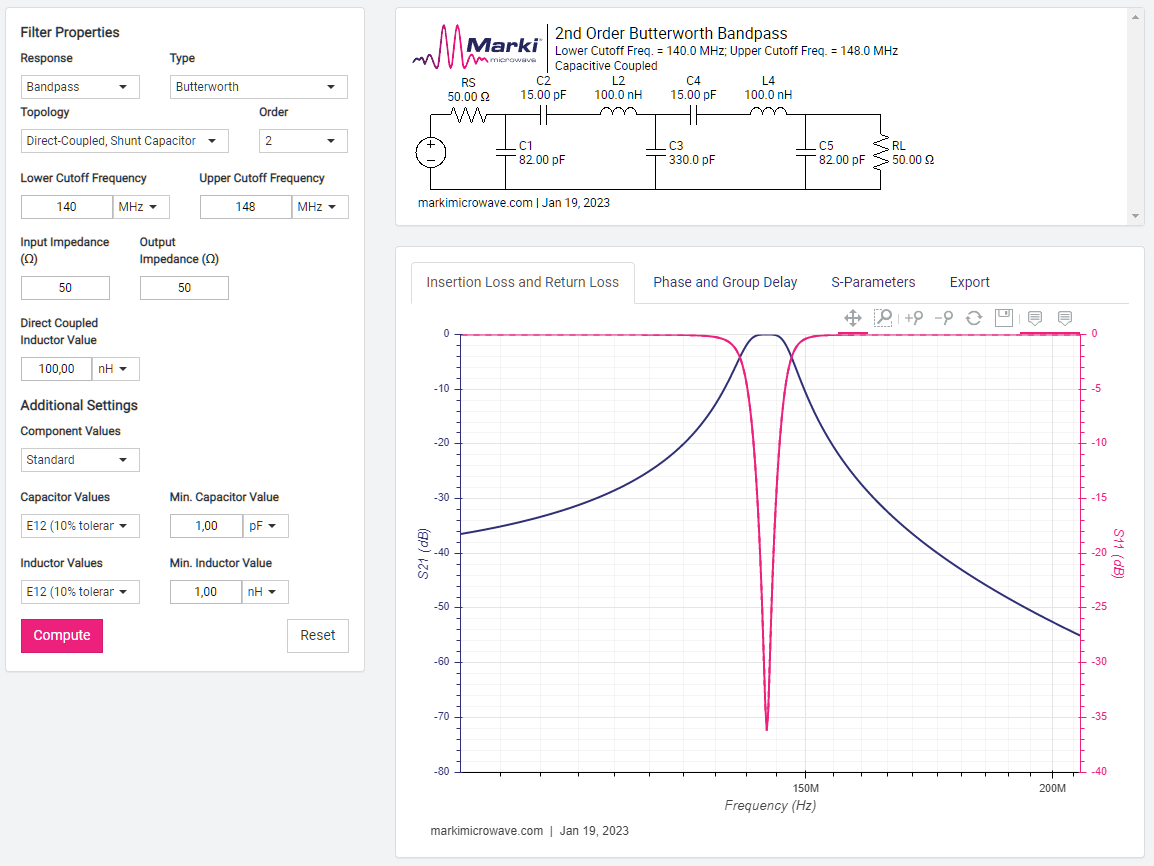 Filter Properties
Response
Type
Bandpass
Butterworth
Topology
Order
Direct-Coupled, Shunt Capacitor
2
Lower Cutoff Frequency
Upper Cutoff Frequency
140
MHz
148
MHz
Input Impedance
(Ω)
Output
Impedance (Ω)
50
50
Direct Coupled
Inductor Value
100,00
nH
Additional Settings
Component Values
Standard
Capacitor Values
Min. Capacitor Value
E12 (10% toleran
1,00
pF
Inductor Values
Min. Inductor Value
E12 (10% toleran
1,00
nH
Compute
Reset
Marki
microwave
2nd Order Butterworth Bandpass
Lower Cutoff Freq. = 140.0 MHz; Upper Cutoff Freq. = 148.0 MHz
Capacitive Coupled
RS
50.00 Ω
C2
15.00 pF
L2
100.0 nH
C4
15.00 pF
L4
100.0 nH
C1
82.00 pF
C3
330.0 pF
C5
82.00 pF
RL
50.00 Ω
markimicrowave.com | Jan 19, 2023
Insertion Loss and Return Loss
Phase and Group Delay
S-Parameters
Export
0
-10
-20
-30
-40
-50
-60
-70
-80
S21 (dB)
0
-5
-10
-15
-20
-25
-30
-35
-40
S11 (dB)
150M
200M
Frequency (Hz)
markimicrowave.com | Jan 19, 2023